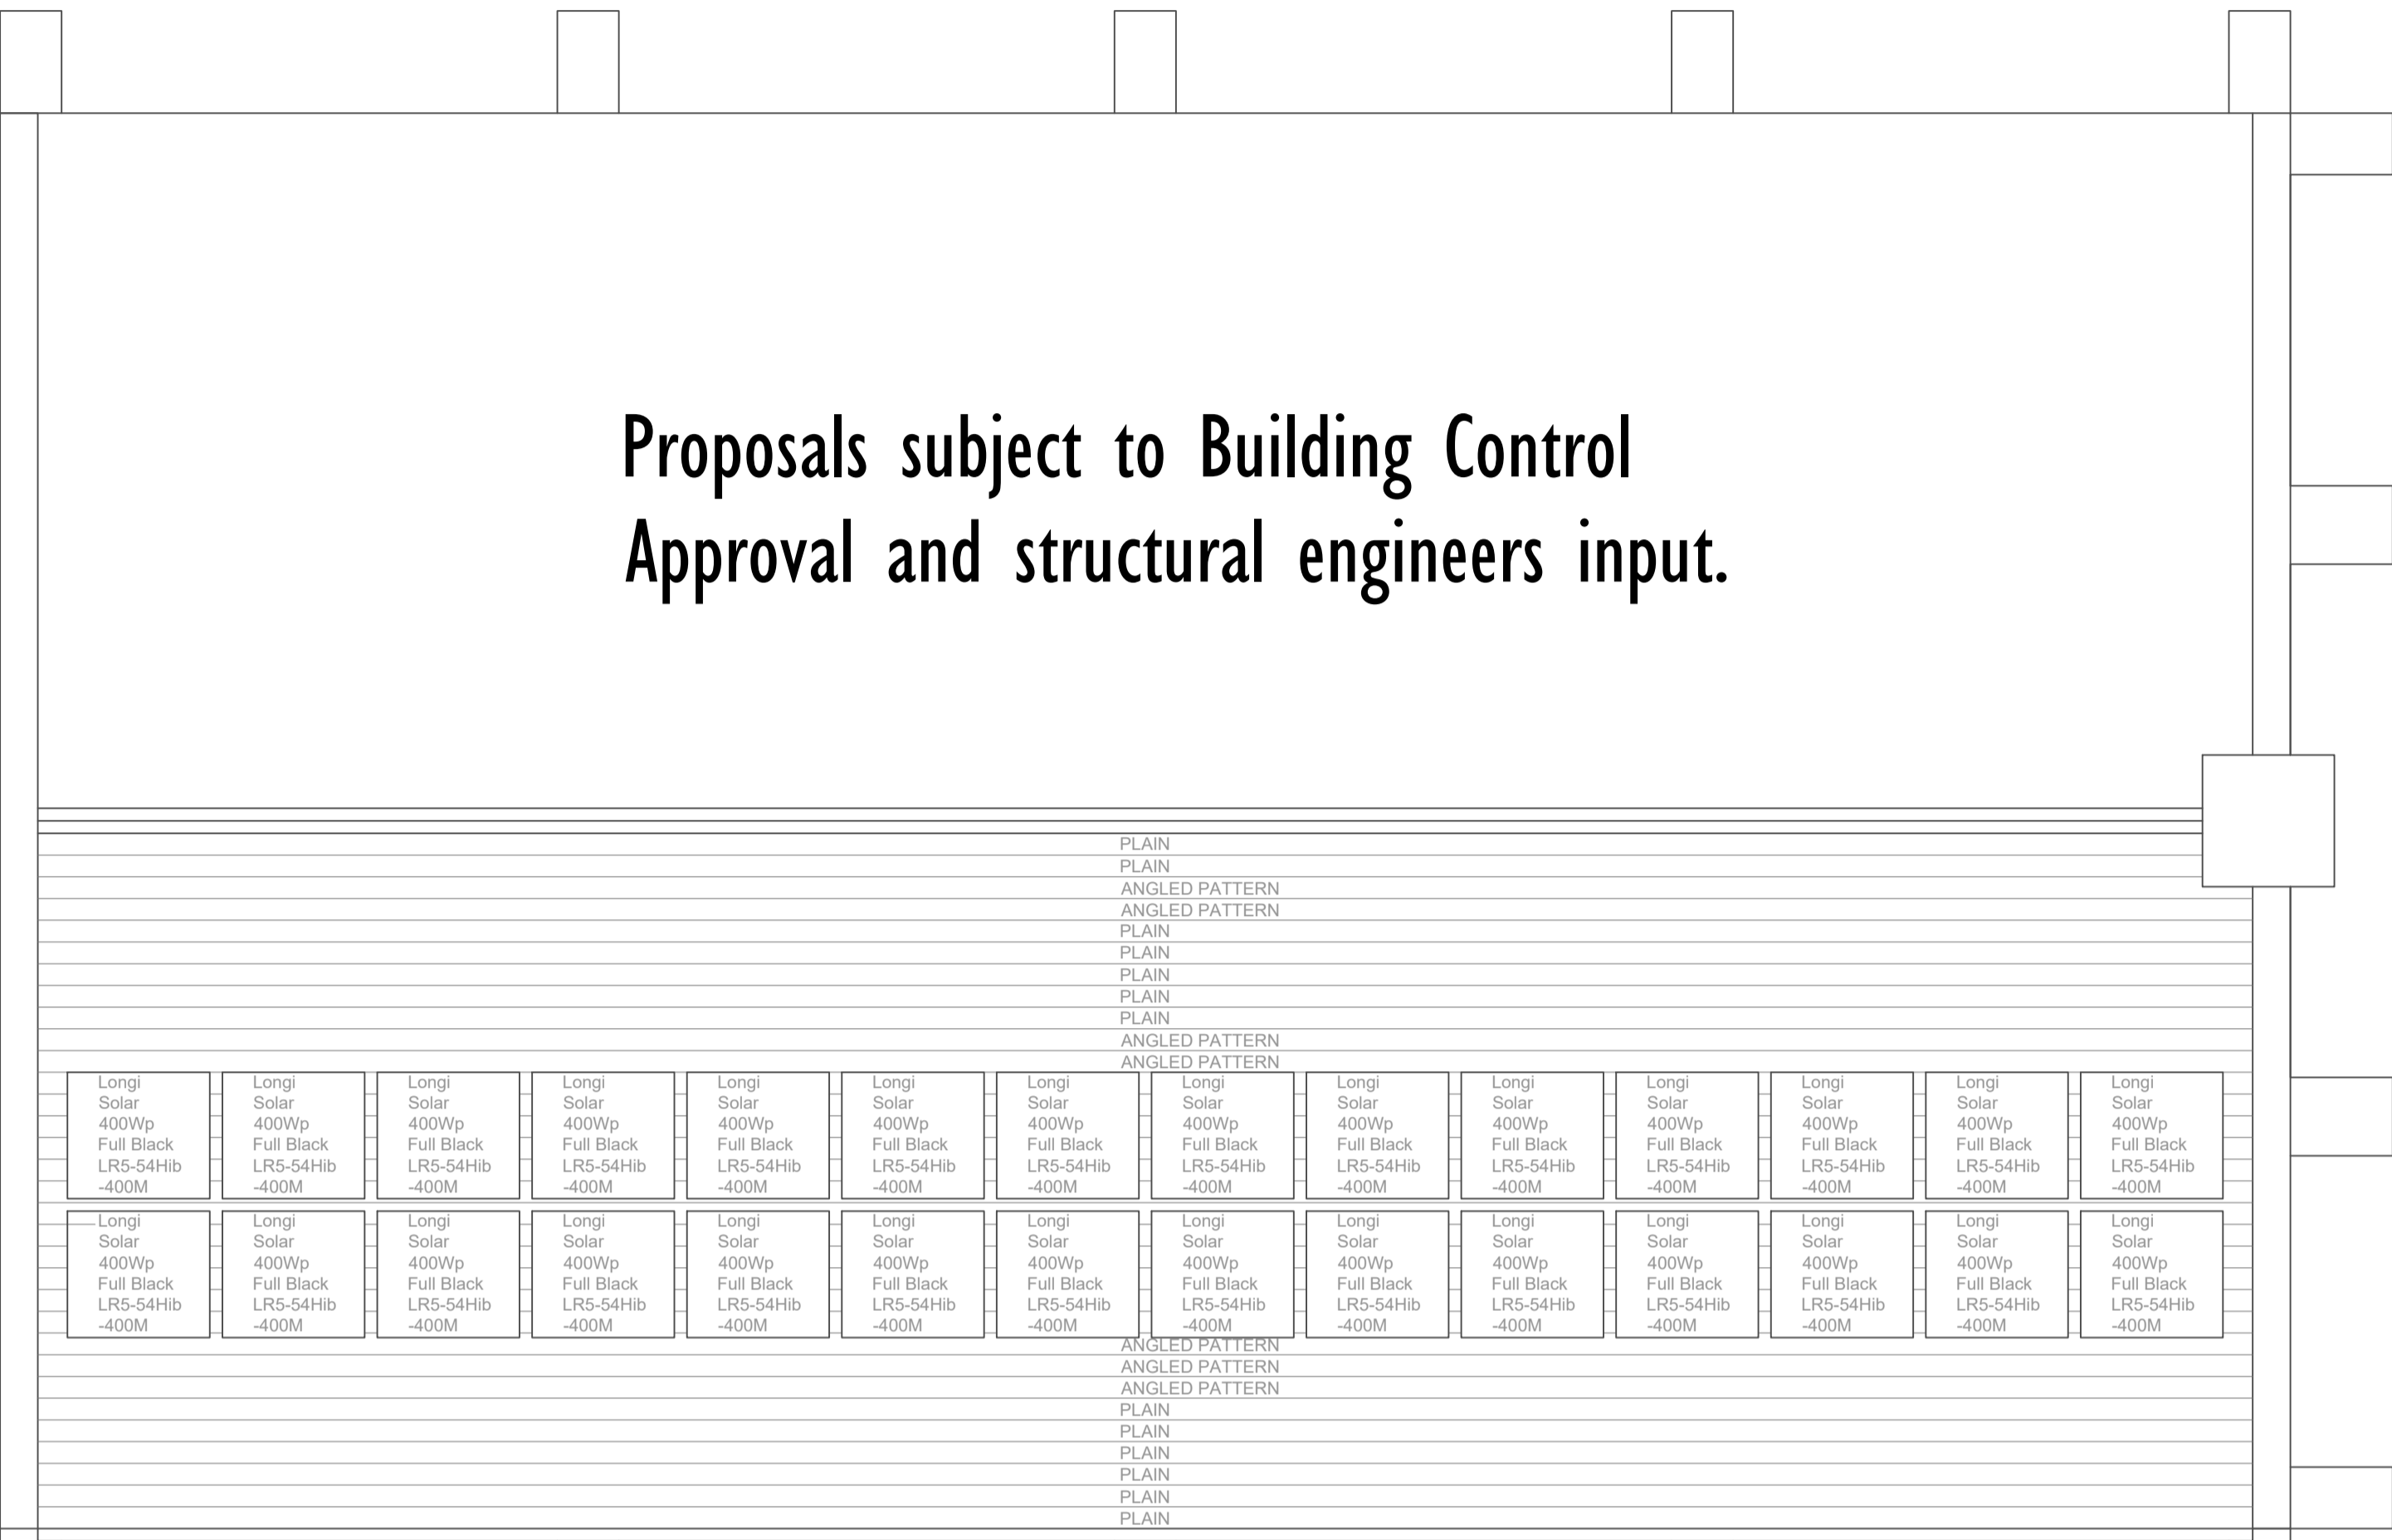 Proposals subject to Building Control
Approval and structural engineers input.
PLAIN
PLAIN
ANGLED PATTERN
ANGLED PATTERN
PLAIN
PLAIN
PLAIN
PLAIN
PLAIN
ANGLED PATTERN
ANGLED PATTERN
Longi
Solar
400Wp
Full Black
LR5-54Hib
-400M
Longi
Solar
400Wp
Full Black
LR5-54Hib
-400M
Longi
Solar
400Wp
Full Black
LR5-54Hib
-400M
Longi
Solar
400Wp
Full Black
LR5-54Hib
-400M
Longi
Solar
400Wp
Full Black
LR5-54Hib
-400M
Longi
Solar
400Wp
Full Black
LR5-54Hib
-400M
Longi
Solar
400Wp
Full Black
LR5-54Hib
-400M
Longi
Solar
400Wp
Full Black
LR5-54Hib
-400M
Longi
Solar
400Wp
Full Black
LR5-54Hib
-400M
Longi
Solar
400Wp
Full Black
LR5-54Hib
-400M
Longi
Solar
400Wp
Full Black
LR5-54Hib
-400M
Longi
Solar
400Wp
Full Black
LR5-54Hib
-400M
Longi
Solar
400Wp
Full Black
LR5-54Hib
-400M
Longi
Solar
400Wp
Full Black
LR5-54Hib
-400M
Longi
Solar
400Wp
Full Black
LR5-54Hib
-400M
Longi
Solar
400Wp
Full Black
LR5-54Hib
-400M
Longi
Solar
400Wp
Full Black
LR5-54Hib
-400M
Longi
Solar
400Wp
Full Black
LR5-54Hib
-400M
Longi
Solar
400Wp
Full Black
LR5-54Hib
-400M
Longi
Solar
400Wp
Full Black
LR5-54Hib
-400M
Longi
Solar
400Wp
Full Black
LR5-54Hib
-400M
Longi
Solar
400Wp
Full Black
LR5-54Hib
-400M
Longi
Solar
400Wp
Full Black
LR5-54Hib
-400M
Longi
Solar
400Wp
Full Black
LR5-54Hib
-400M
Longi
Solar
400Wp
Full Black
LR5-54Hib
-400M
Longi
Solar
400Wp
Full Black
LR5-54Hib
-400M
Longi
Solar
400Wp
Full Black
LR5-54Hib
-400M
Longi
Solar
400Wp
Full Black
LR5-54Hib
-400M
ANGLED PATTERN
ANGLED PATTERN
ANGLED PATTERN
PLAIN
PLAIN
PLAIN
PLAIN
PLAIN
PLAIN